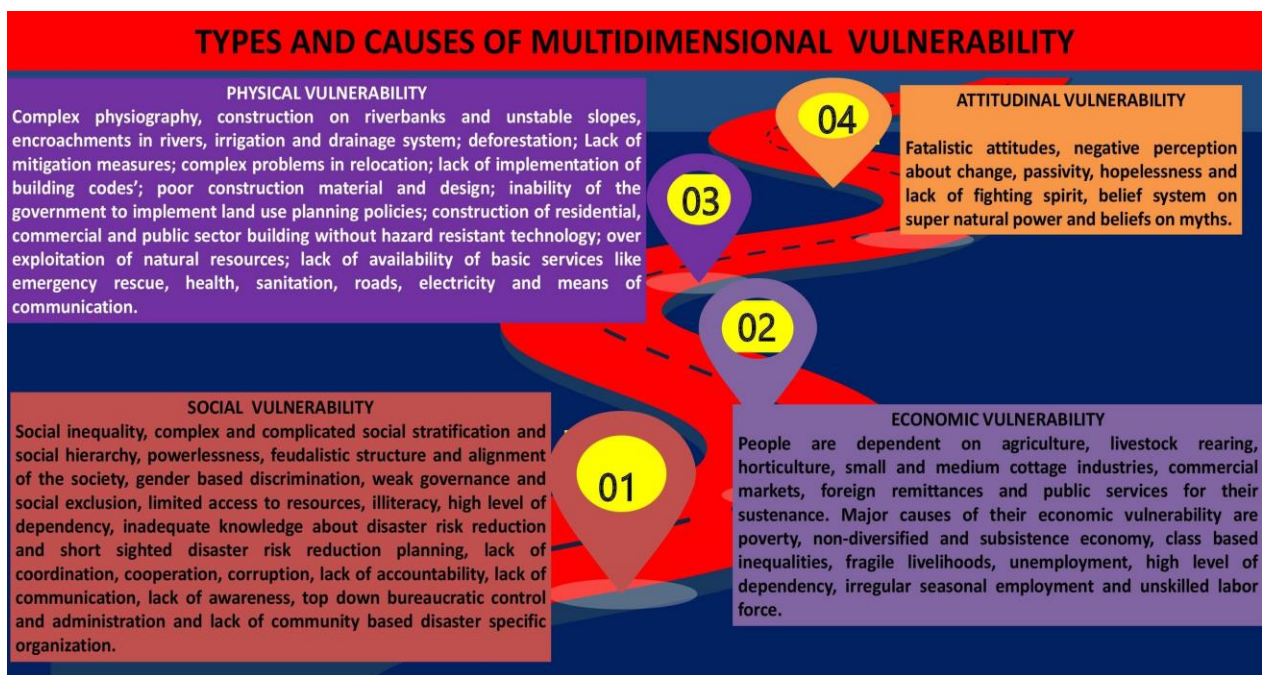 TYPES AND CAUSES OF MULTIDIMENSIONAL VULNERABILITY
PHYSICAL VULNERABILITY
Complex physiography, construction on riverbanks and unstable slopes,
encroachments in rivers, irrigation and drainage system; deforestation; Lack of
mitigation measures; complex problems in relocation; lack of implementation of
building codes’; poor construction material and design; inability of the
government to implement land use planning policies; construction of residential,
commercial and public sector building without hazard resistant technology; over
exploitation of natural resources; lack of availability of basic services like
emergency rescue, health, sanitation, roads, electricity and means of
communication.
04
ATTITUDINAL VULNERABILITY
Fatalistic attitudes, negative perception
about change, passivity, hopelessness and
lack of fighting spirit, belief system on
super natural power and beliefs on myths.
03
02
SOCIAL VULNERABILITY
Social inequality, complex and complicated social stratification and
social hierarchy, powerlessness, feudalistic structure and alignment
of the society, gender based discrimination, weak governance and
social exclusion, limited access to resources, illiteracy, high level of
dependency, inadequate knowledge about disaster risk reduction
and short sighted disaster risk reduction planning, lack of
coordination, cooperation, corruption, lack of accountability, lack of
communication, lack of awareness, top down bureaucratic control
and administration and lack of community based disaster specific
organization.
01
ECONOMIC VULNERABILITY
People are dependent on agriculture, livestock rearing,
horticulture, small and medium cottage industries, commercial
markets, foreign remittances and public services for their
sustenance. Major causes of their economic vulnerability are
poverty, non-diversified and subsistence economy, class based
inequalities, fragile livelihoods, unemployment, high level of
dependency, irregular seasonal employment and unskilled labor
force.